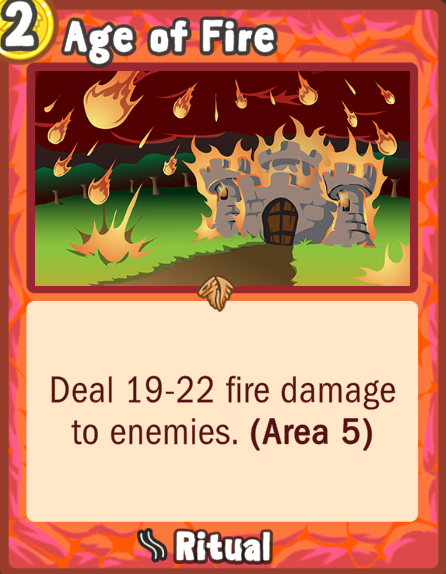 2 Age of Fire
Deal 19-22 fire damage
to enemies. (Area 5)
Ritual